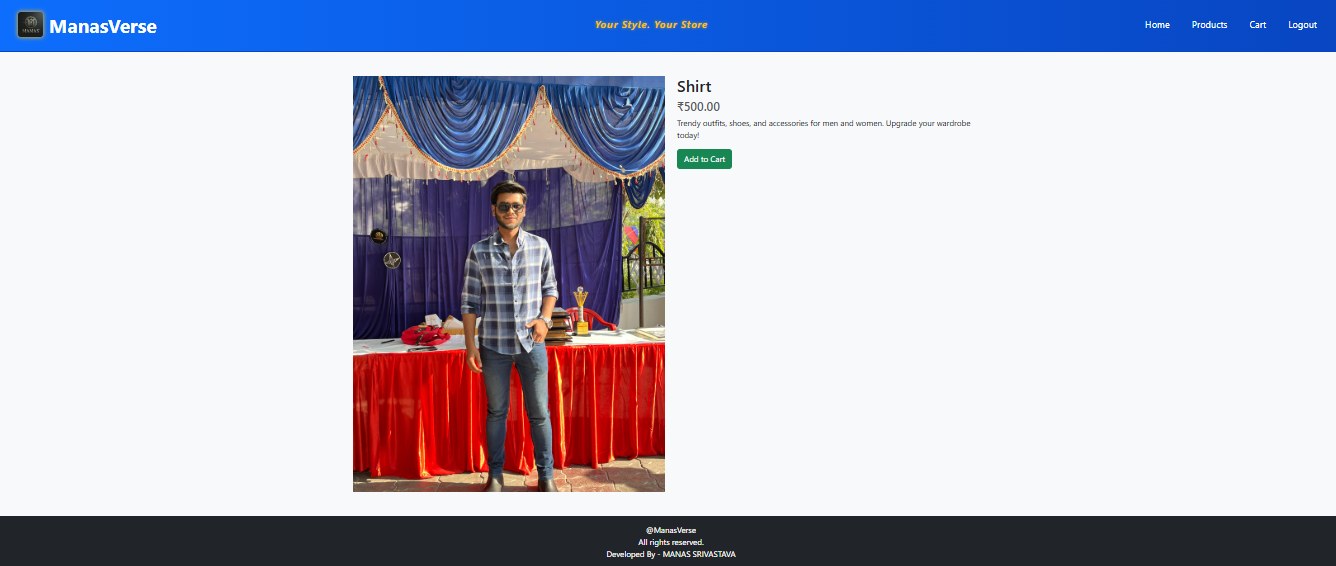 MANAS
ManasVerse
Your Style. Your Store
Home
Products
Cart
Logout
Shirt
₹500.00
Trendy outfits, shoes, and accessories for men and women. Upgrade your wardrobe
today!
Add to Cart
@ManasVerse
All rights reserved.
Developed By - MANAS SRIVASTAVA